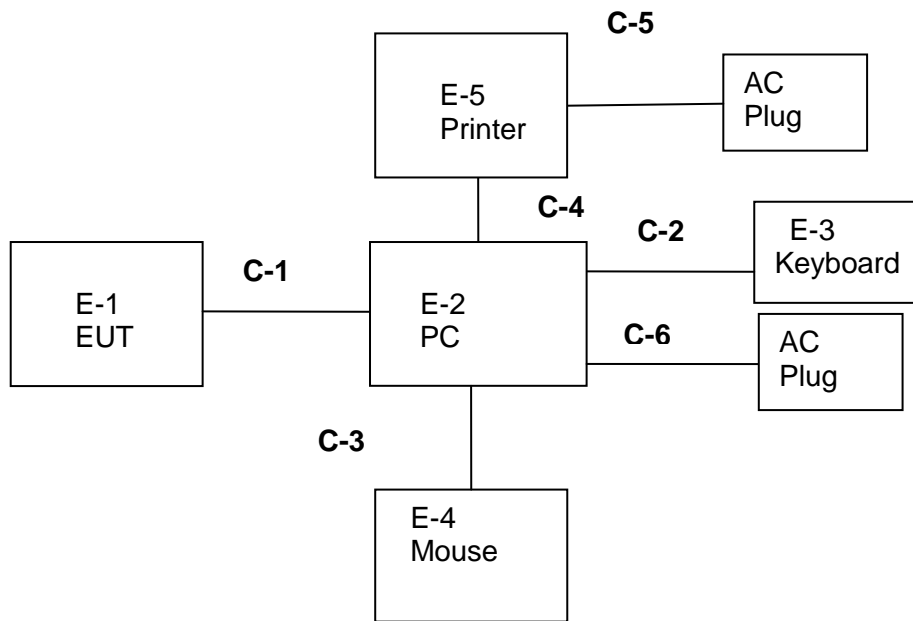 C-5
E-5
Printer
AC
Plug
C-4
C-2
E-3
Keyboard
C-1
E-1
EUT
E-2
PC
C-6
AC
Plug
C-3
E-4
Mouse